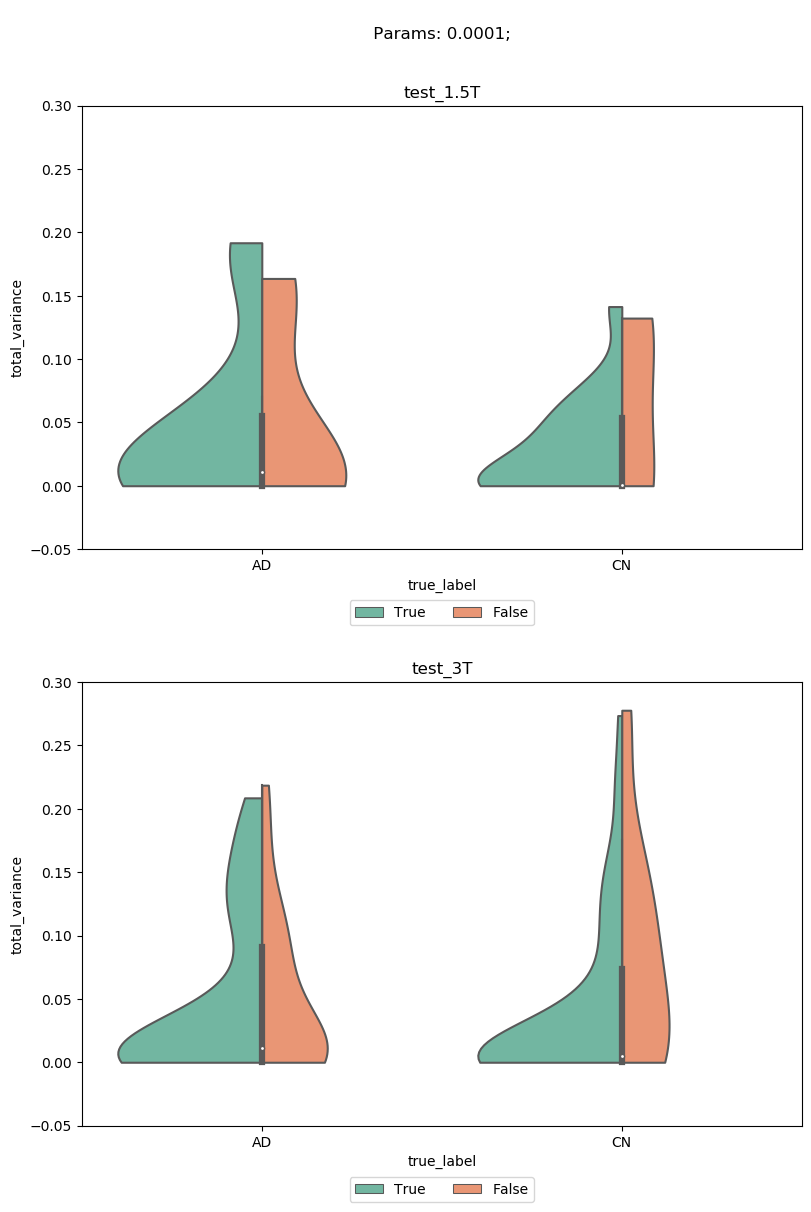 Params: 0.0001;
test_1.5T
0.30
0.25
0.20
0.15
0.10
0.05
0.00
−0.05
total_variance
AD CN
true_label
True False
test_3T
0.30
0.25
0.20
0.15
0.10
0.05
0.00
−0.05
total_variance
AD CN
true_label
True False